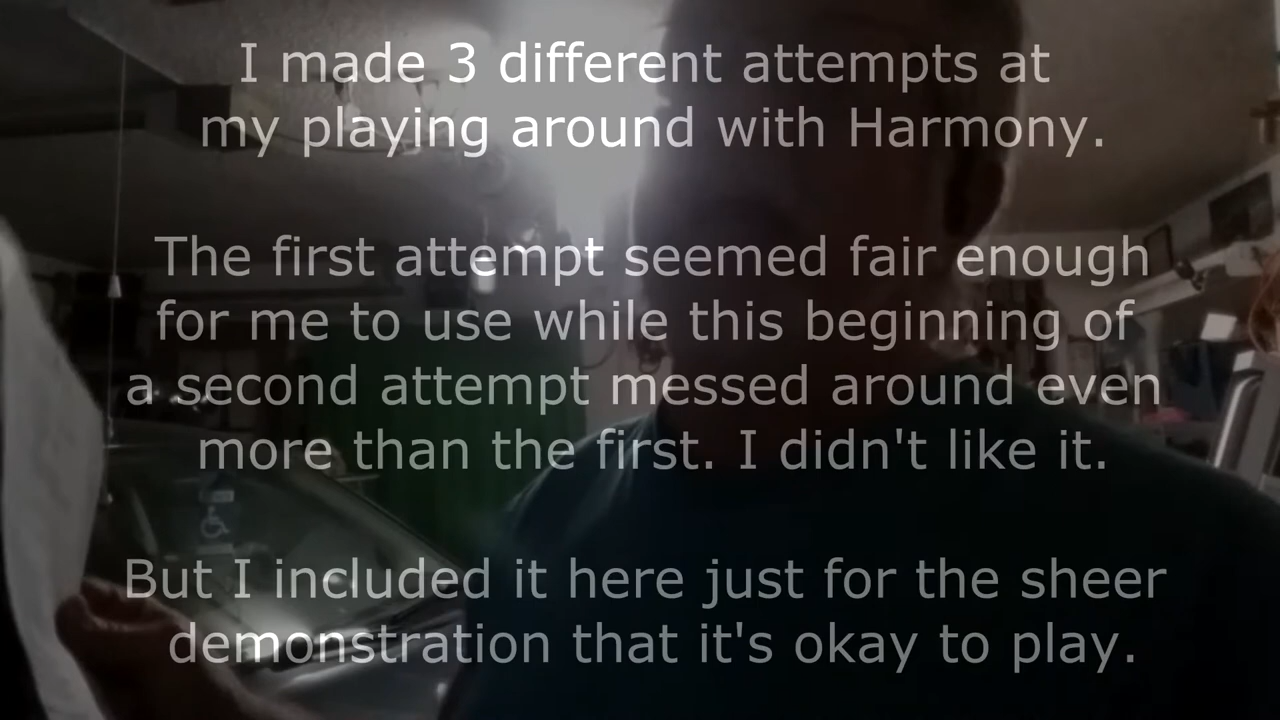 I made 3 different attempts at
my playing around with Harmony.
The first attempt seemed fair enough
for me to use while this beginning of
a second attempt messed around even
more than the first. I didn't like it.
But I included it here just for the sheer
demonstration that it's okay to play.